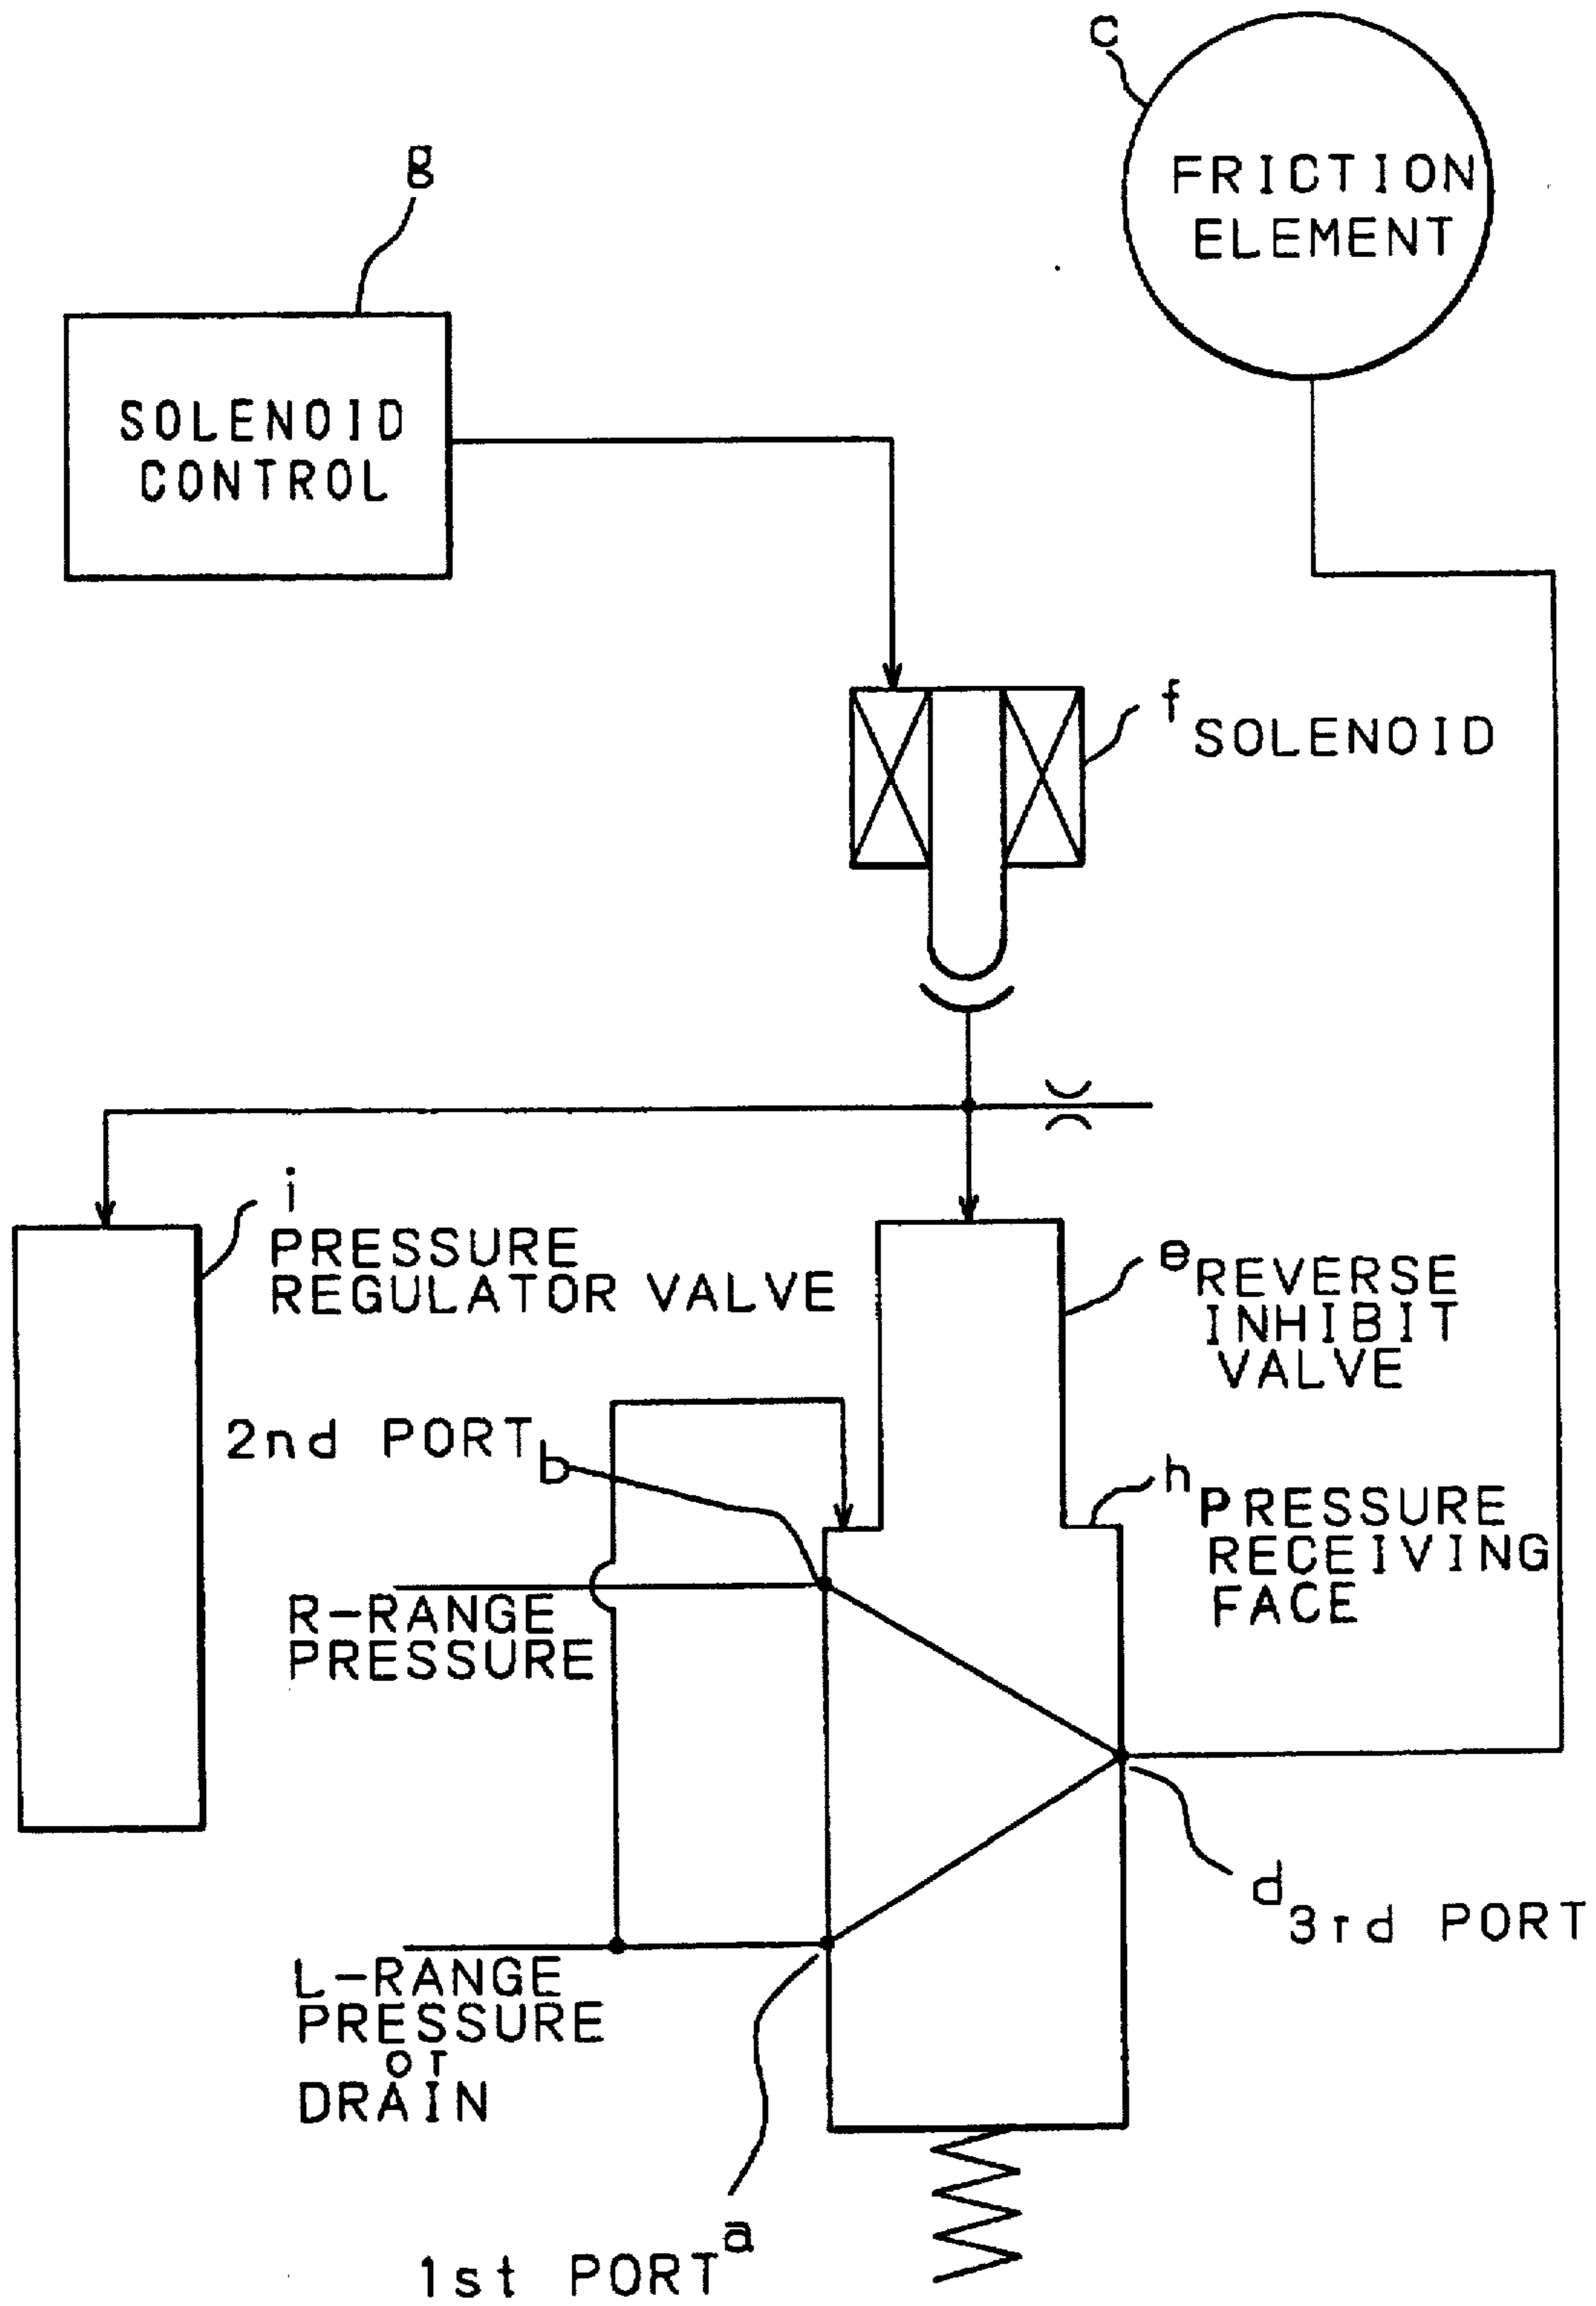 c
FRICTION
ELEMENT
g
SOLENOID
CONTROL
f
SOLENOID
i
PRESSURE
REGULATOR VALVE
e
REVERSE
INHIBIT
VALVE
2nd PORT
b
h
PRESSURE
RECEIVING
FACE
R-RANGE
PRESSURE
d
3rd PORT
L-RANGE
PRESSURE
or
DRAIN
a
1st PORT